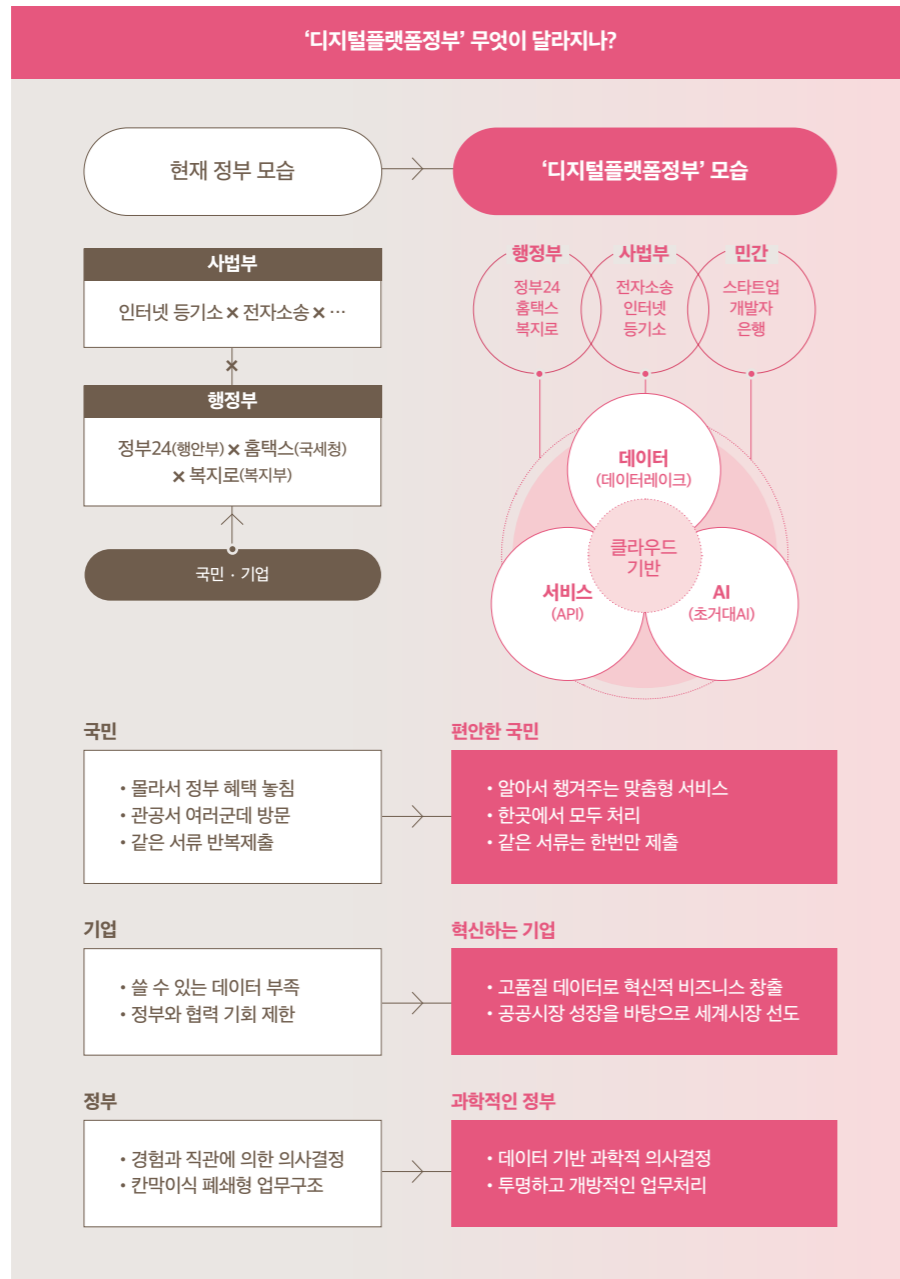 ‘디지털플랫폼정부’ 무엇이 달라지나?
현재 정부 모습
‘디지털플랫폼정부’ 모습
사법부
인터넷 등기소 × 전자소송 × …
×
행정부
정부24(행안부) × 홈택스(국세청)
× 복지로(복지부)
국민 · 기업
행정부
정부24
홈택스
복지로
사법부
전자소송
인터넷
등기소
민간
스타트업
개발자
은행
데이터
(데이터레이크)
클라우드
기반
서비스
(API)
AI
(초거대AI)
국민
• 몰라서 정부 혜택 놓침
• 관공서 여러군데 방문
• 같은 서류 반복제출
편안한 국민
• 알아서 챙겨주는 맞춤형 서비스
• 한곳에서 모두 처리
• 같은 서류는 한번만 제출
기업
• 쓸 수 있는 데이터 부족
• 정부와 협력 기회 제한
혁신하는 기업
• 고품질 데이터로 혁신적 비즈니스 창출
• 공공시장 성장을 바탕으로 세계시장 선도
정부
• 경험과 직관에 의한 의사결정
• 칸막이식 폐쇄형 업무구조
과학적인 정부
• 데이터 기반 과학적 의사결정
• 투명하고 개방적인 업무처리